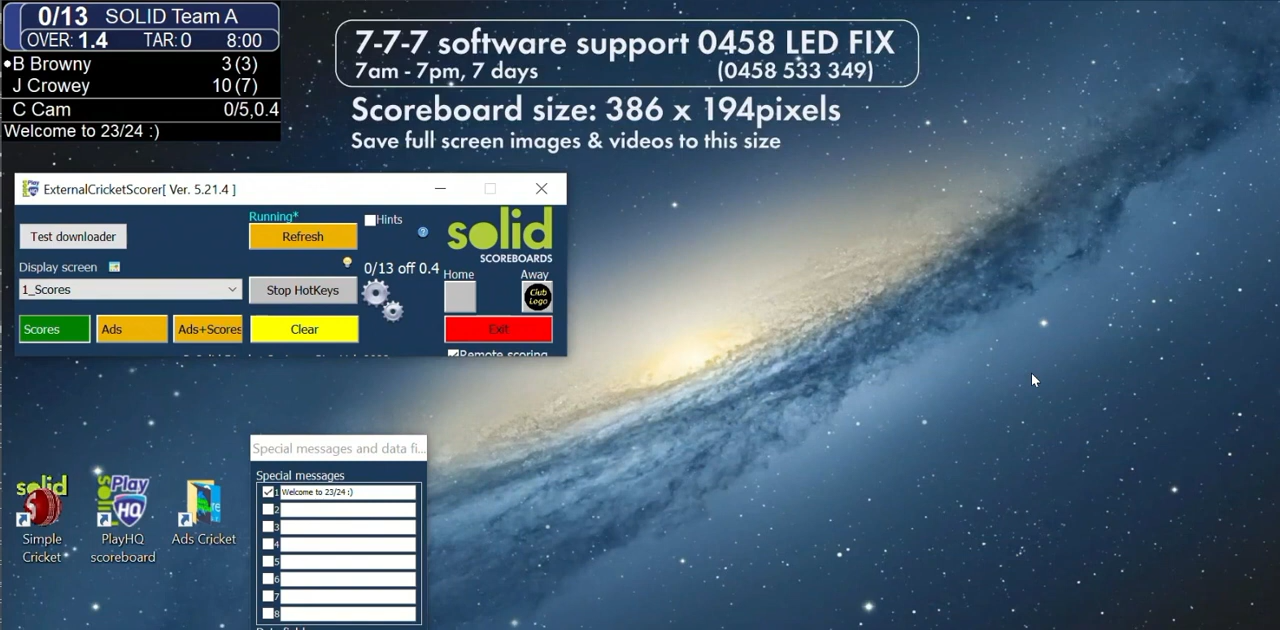 0/13 SOLID Team A
OVER: 1.4 TAR: 0 8:00
B Browny 3 (3)
J Crowey 10 (7)
C Cam 0/5,0.4
Welcome to 23/24 :)
7-7-7 software support 0458 LED FIX
7am - 7pm, 7 days (0458 533 349)
Scoreboard size: 386 x 194pixels
Save full screen images & videos to this size
ExternalCricketScorer[ Ver. 5.21.4 ]
Running*
Hints
Test downloader
Refresh
solid
SCOREBOARDS
Display screen
0/13 off 0.4
Home
Away
1_Scores
Stop HotKeys
Club
Logo
Scores
Ads
Ads+Scores
Clear
Exit
Remote scoring
Special messages and data fi...
Special messages
1 Welcome to 23/24 :)
2
3
4
5
6
7
8
solid
Simple
Cricket
Play
HQ
PlayHQ
scoreboard
Ads Cricket